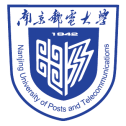 南京郵電大學
1942
Nanjing University of Posts and Telecommunications